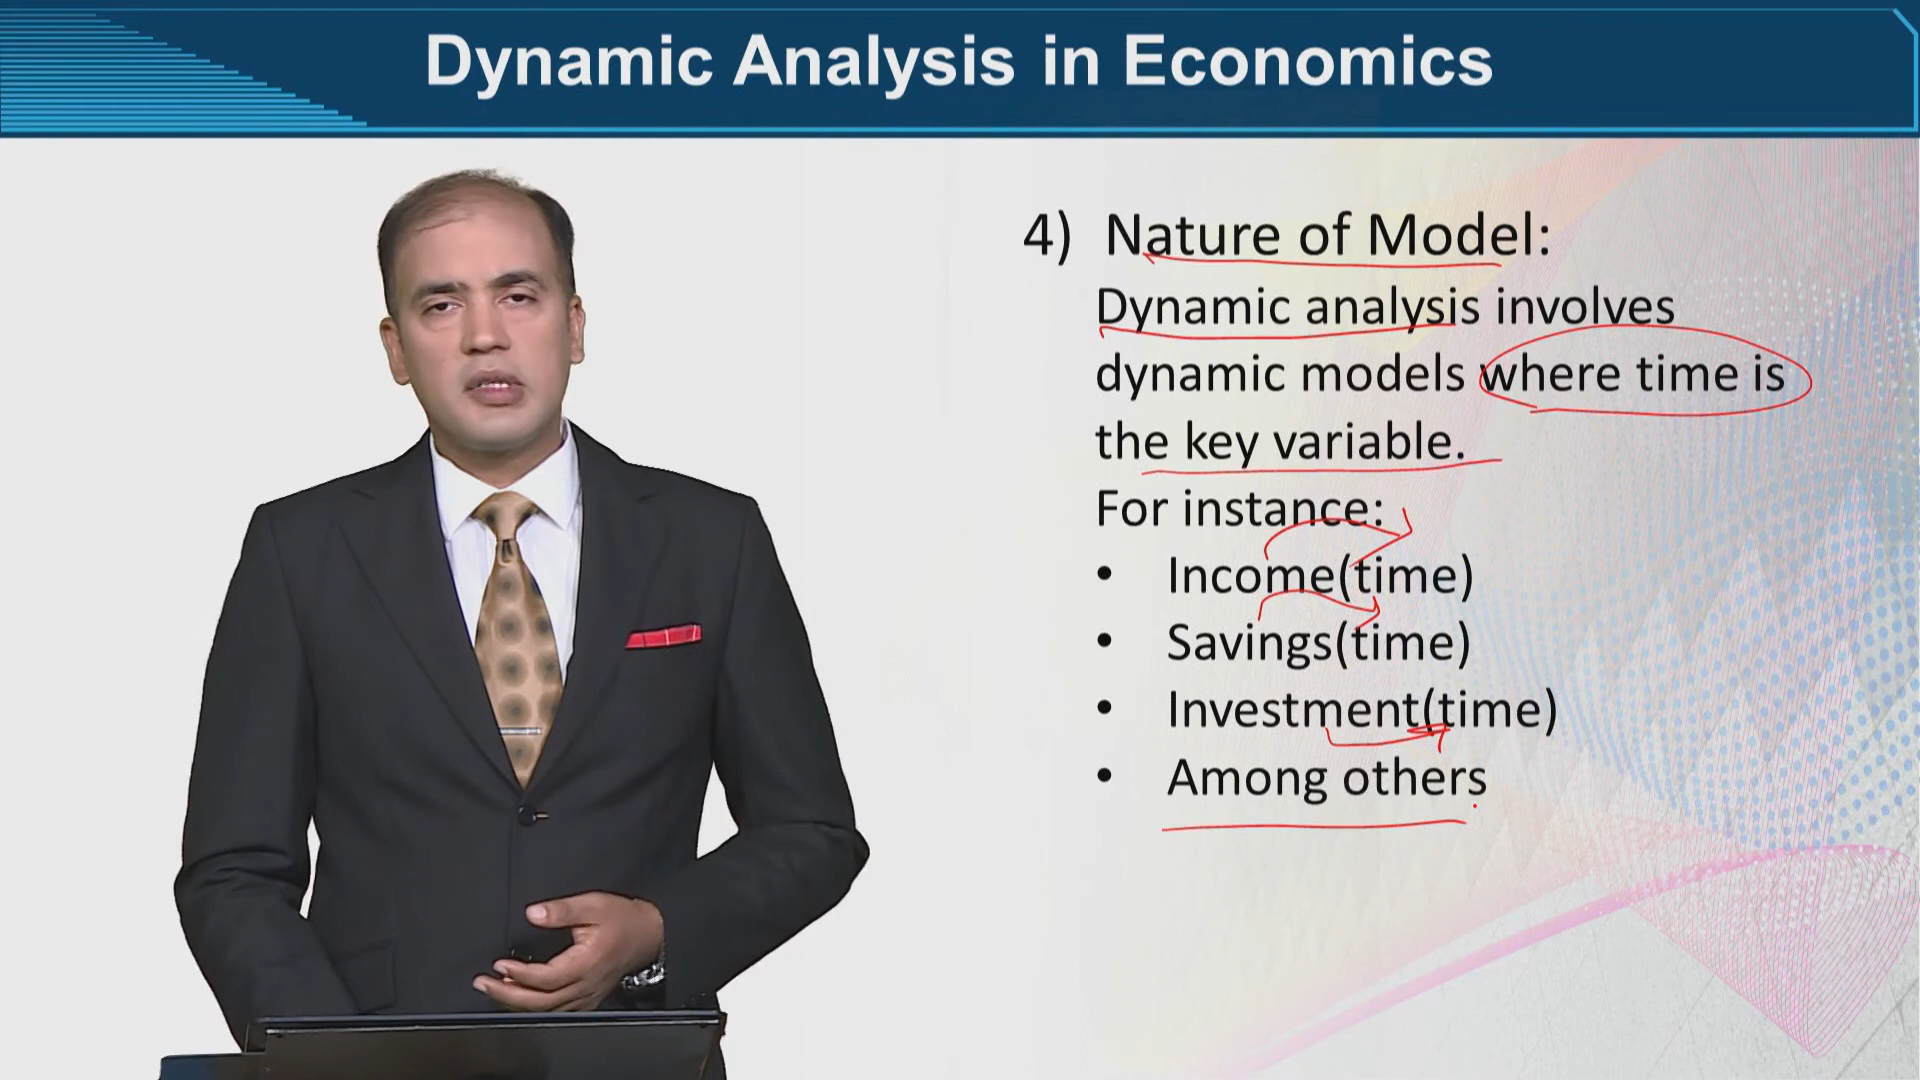 Dynamic Analysis in Economics
4) Nature of Model:
Dynamic analysis involves
dynamic models where time is
the key variable.
For instance:
• Income(time)
• Savings(time)
• Investment(time)
• Among others